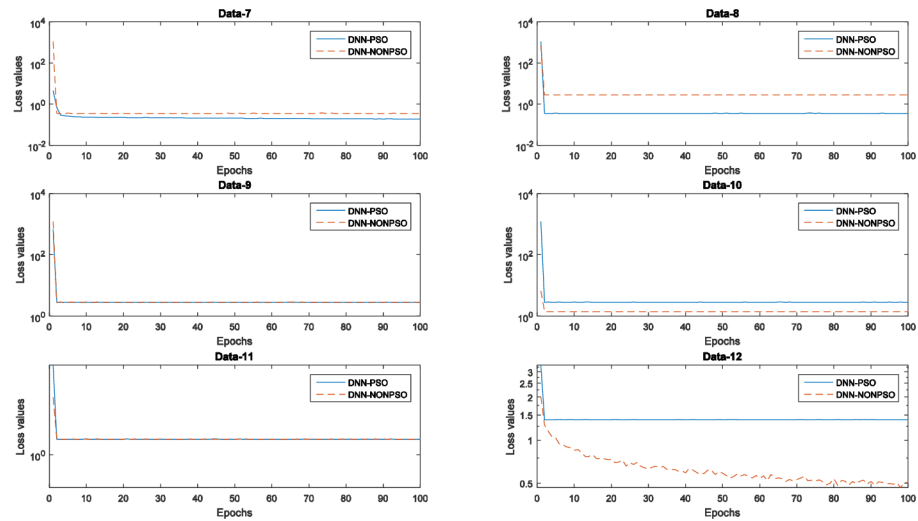 Data-7
10^4
10^2
10^0
10^-2
Loss values
DNN-PSO
DNN-NONPSO
0 10 20 30 40 50 60 70 80 90 100
Epochs
Data-8
10^4
10^2
10^0
10^-2
Loss values
DNN-PSO
DNN-NONPSO
0 10 20 30 40 50 60 70 80 90 100
Epochs
Data-9
10^4
10^2
10^0
Loss values
DNN-PSO
DNN-NONPSO
0 10 20 30 40 50 60 70 80 90 100
Epochs
Data-10
10^4
10^2
10^0
Loss values
DNN-PSO
DNN-NONPSO
0 10 20 30 40 50 60 70 80 90 100
Epochs
Data-11
10^0
Loss values
DNN-PSO
DNN-NONPSO
0 10 20 30 40 50 60 70 80 90 100
Epochs
Data-12
3
2.5
2
1.5
1
0.5
Loss values
DNN-PSO
DNN-NONPSO
0 10 20 30 40 50 60 70 80 90 100
Epochs